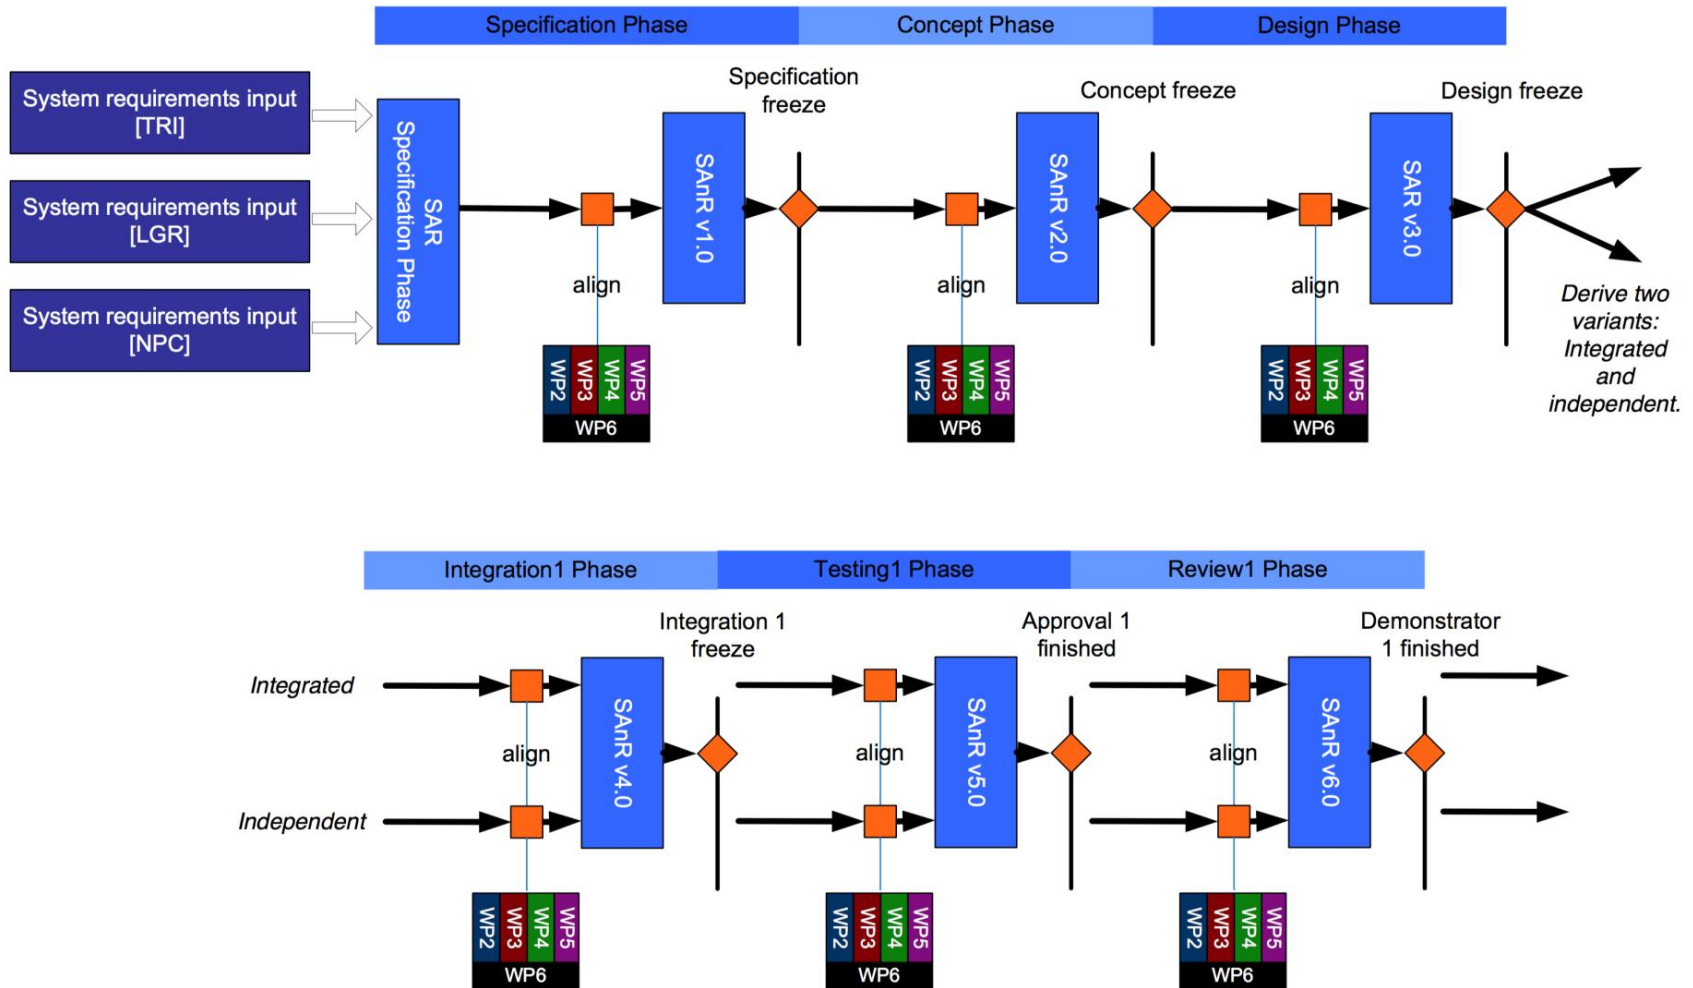 Specification Phase
Concept Phase
Design Phase
System requirements input
[TRI]
System requirements input
[LGR]
System requirements input
[NPC]
SAR
Specification Phase
align
WP2
WP3
WP4
WP5
WP6
SAnR v1.0
Specification
freeze
align
WP2
WP3
WP4
WP5
WP6
SAnR v2.0
Concept freeze
align
WP2
WP3
WP4
WP5
WP6
SAR v3.0
Design freeze
Derive two
variants:
Integrated
and
independent.
Integration1 Phase
Testing1 Phase
Review1 Phase
Integrated
Independent
align
WP2
WP3
WP4
WP5
WP6
SAnR v4.0
Integration 1
freeze
align
WP2
WP3
WP4
WP5
WP6
SAnR v5.0
Approval 1
finished
align
WP2
WP3
WP4
WP5
WP6
SAnR v6.0
Demonstrator
1 finished